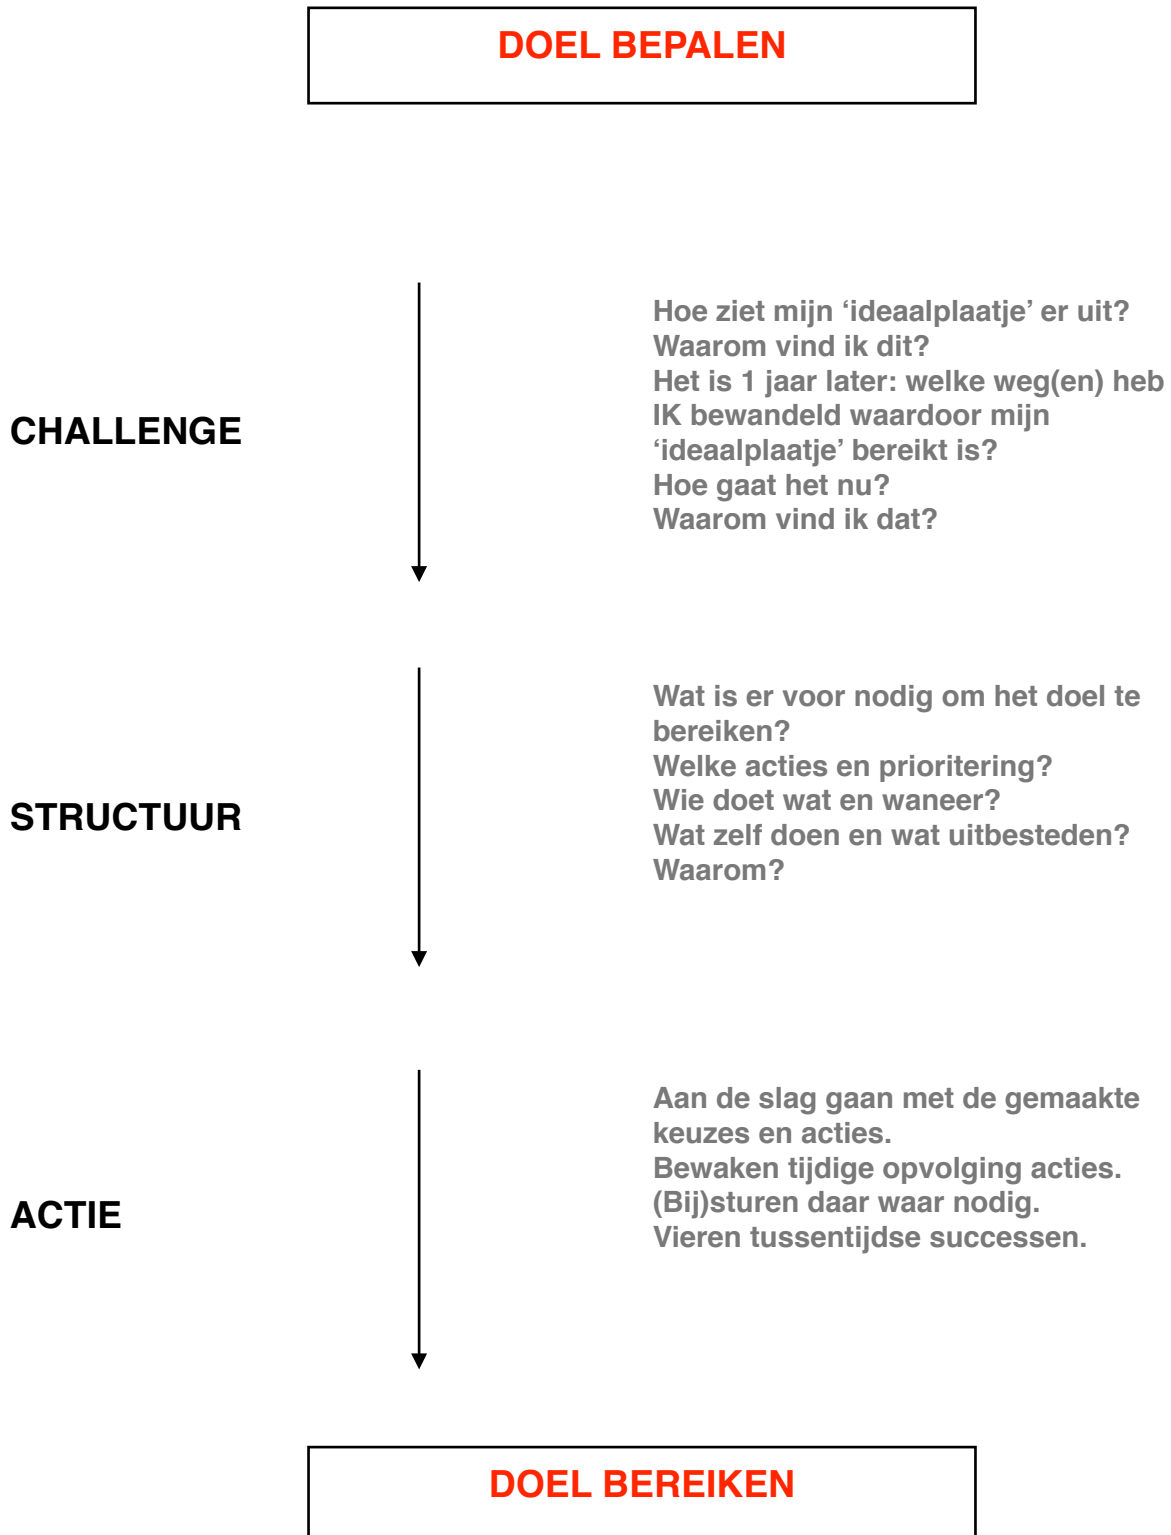 DOEL BEPALEN
CHALLENGE
Hoe ziet mijn ‘ideaalplaatje’ er uit?
Waarom vind ik dit?
Het is 1 jaar later: welke weg(en) heb
IK bewandeld waardoor mijn
‘ideaalplaatje’ bereikt is?
Hoe gaat het nu?
Waarom vind ik dat?
STRUCTUUR
Wat is er voor nodig om het doel te
bereiken?
Welke acties en prioritering?
Wie doet wat en waneer?
Wat zelf doen en wat uitbesteden?
Waarom?
ACTIE
Aan de slag gaan met de gemaakte
keuzes en acties.
Bewaken tijdige opvolging acties.
(Bij)sturen daar waar nodig.
Vieren tussentijdse successen.
DOEL BEREIKEN